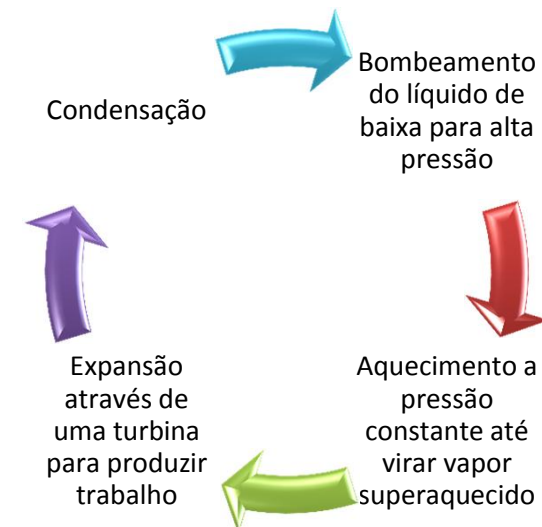 Condensação
Bombeamento
do líquido de
baixa para alta
pressão
Aquecimento a
pressão
constante até
virar vapor
superaquecido
Expansão
através de
uma turbina
para produzir
trabalho